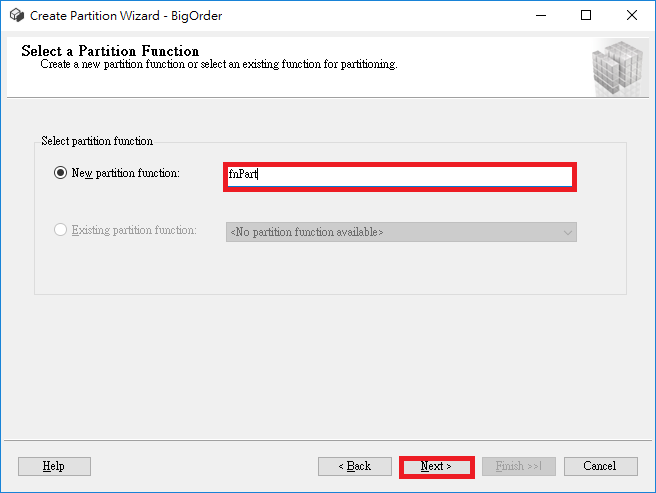 Create Partition Wizard - BigOrder
Select a Partition Function
Create a new partition function or select an existing function for partitioning.
Select partition function
New partition function:
fnPart
Existing partition function:
<No partition function available>
Help
< Back
Next >
Finish >>|
Cancel